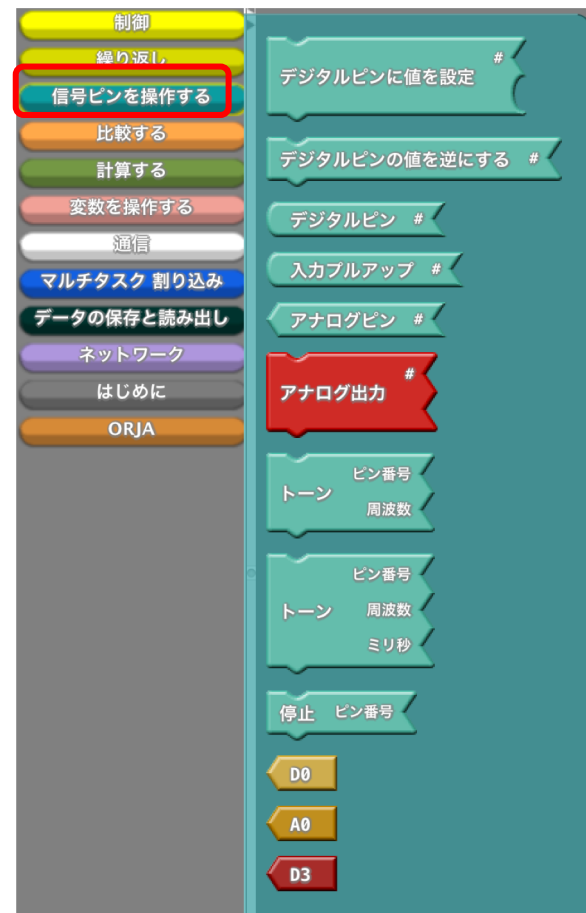 制御
繰り返し
信号ピンを操作する
比較する
計算する
変数を操作する
通信
マルチタスク 割り込み
データの保存と読み出し
ネットワーク
はじめに
ORJA
#
デジタルピンに値を設定
デジタルピンの値を逆にする #
デジタルピン #
入力プルアップ #
アナログピン #
#
アナログ出力
ピン番号
トーン
周波数
ピン番号
トーン 周波数
ミリ秒
停止 ピン番号
D0
A0
D3